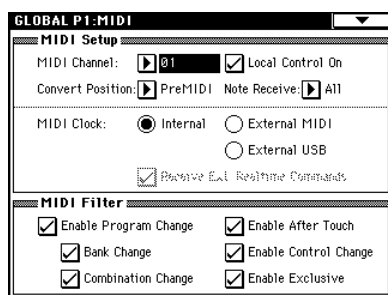 GLOBAL P1:MIDI
MIDI Setup
MIDI Channel: 01 Local Control On
Convert Position: PreMIDI Note Receive: All
MIDI Clock: Internal External MIDI
External USB
Receive Ext. Realtime Commands
MIDI Filter
Enable Program Change Enable After Touch
Bank Change Enable Control Change
Combination Change Enable Exclusive